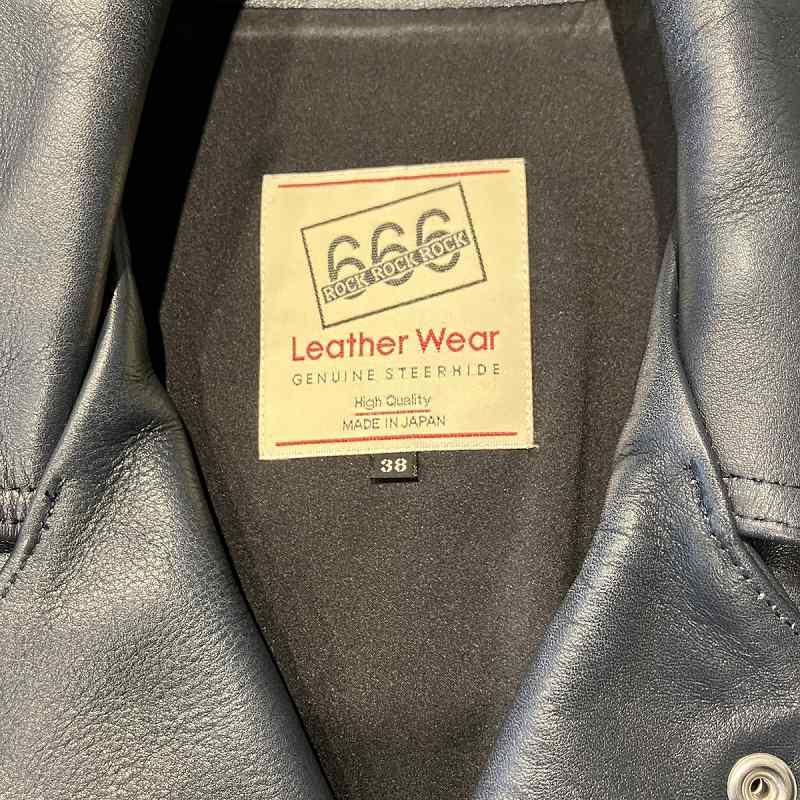 666
ROCK ROCK ROCK
Leather Wear
GENUINE STEERHIDE
High Quality
MADE IN JAPAN
38